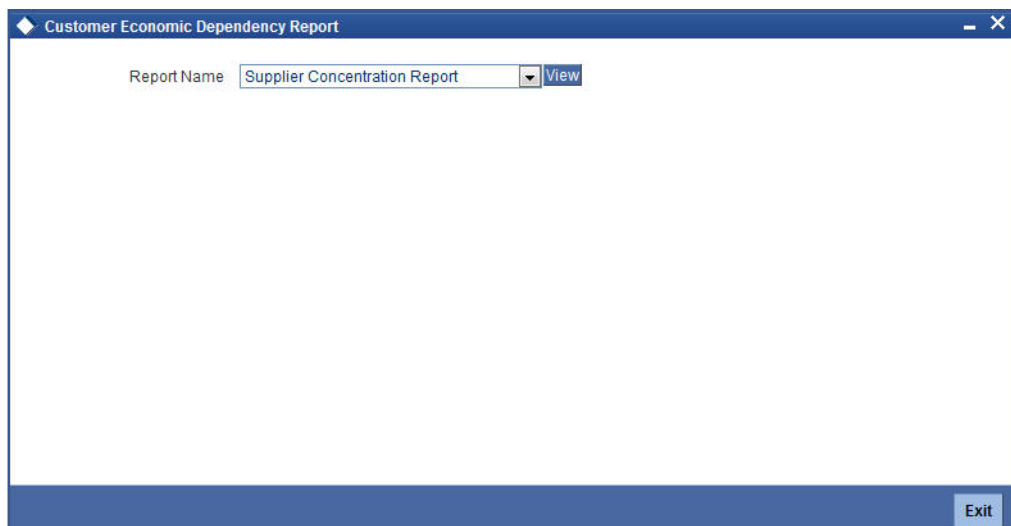 Customer Economic Dependency Report
Report Name Supplier Concentration Report View
Exit